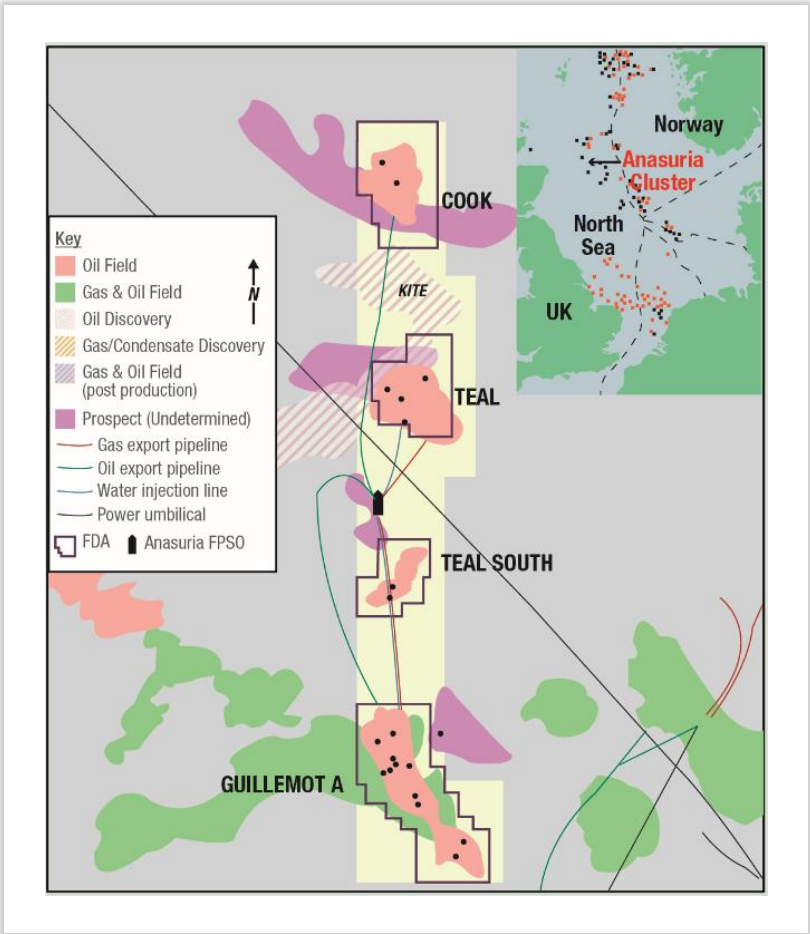 COOK
KITE
TEAL
TEAL SOUTH
GUILLEMOT A
Key
Oil Field
Gas & Oil Field
Oil Discovery
Gas/Condensate Discovery
Gas & Oil Field
(post production)
Prospect (Undetermined)
Gas export pipeline
Oil export pipeline
Water injection line
Power umbilical
FDA
Anasuria FPSO
N
Norway
Anasuria
Cluster
North
Sea
UK